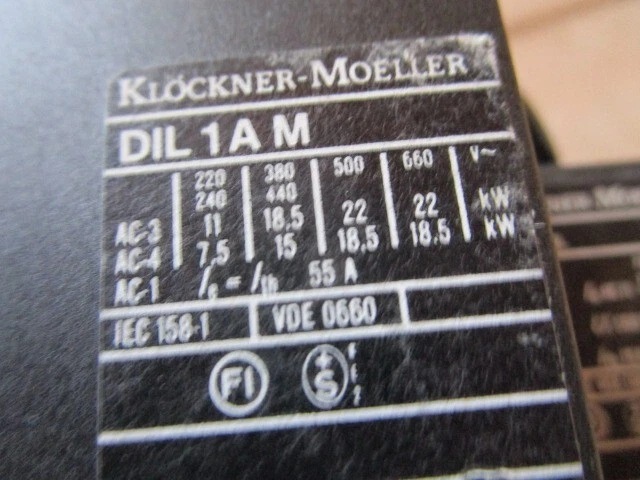 KLÖCKNER-MOELLER
DIL 1 A M
220 380 500 660 V~
240 440
AC-3 11 18,5 22 22 kW
AC-4 7,5 15 18,5 18,5 kW
AC-1 Ie = Ith 55 A
IEC 158-1 VDE 0660
FI +S